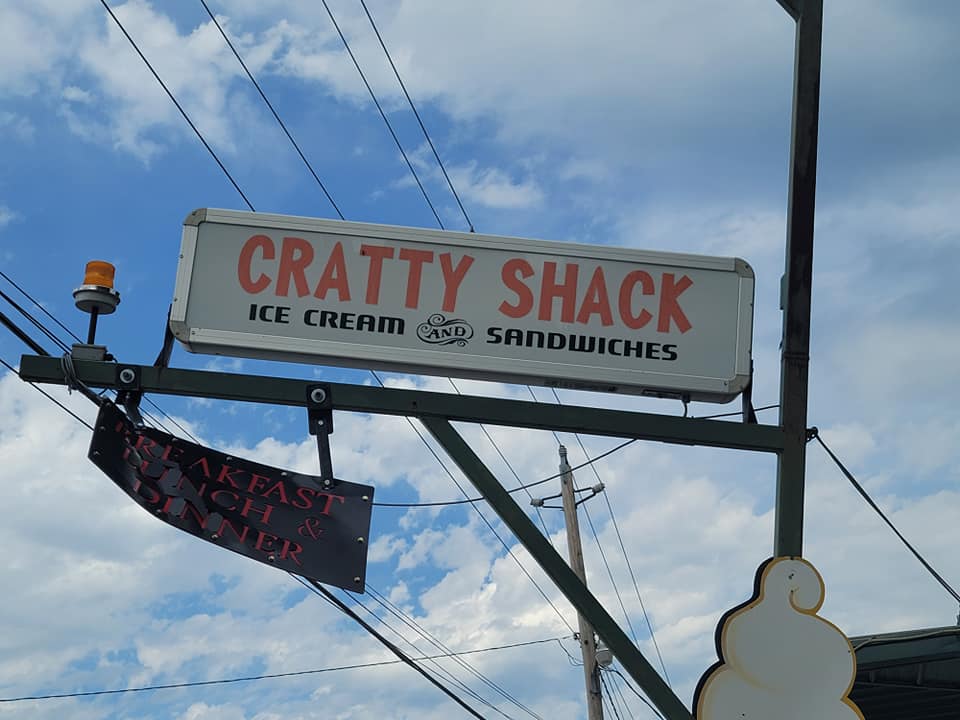 CRATTY SHACK
ICE CREAM AND SANDWICHES
BREAKFAST
LUNCH &
DINNER